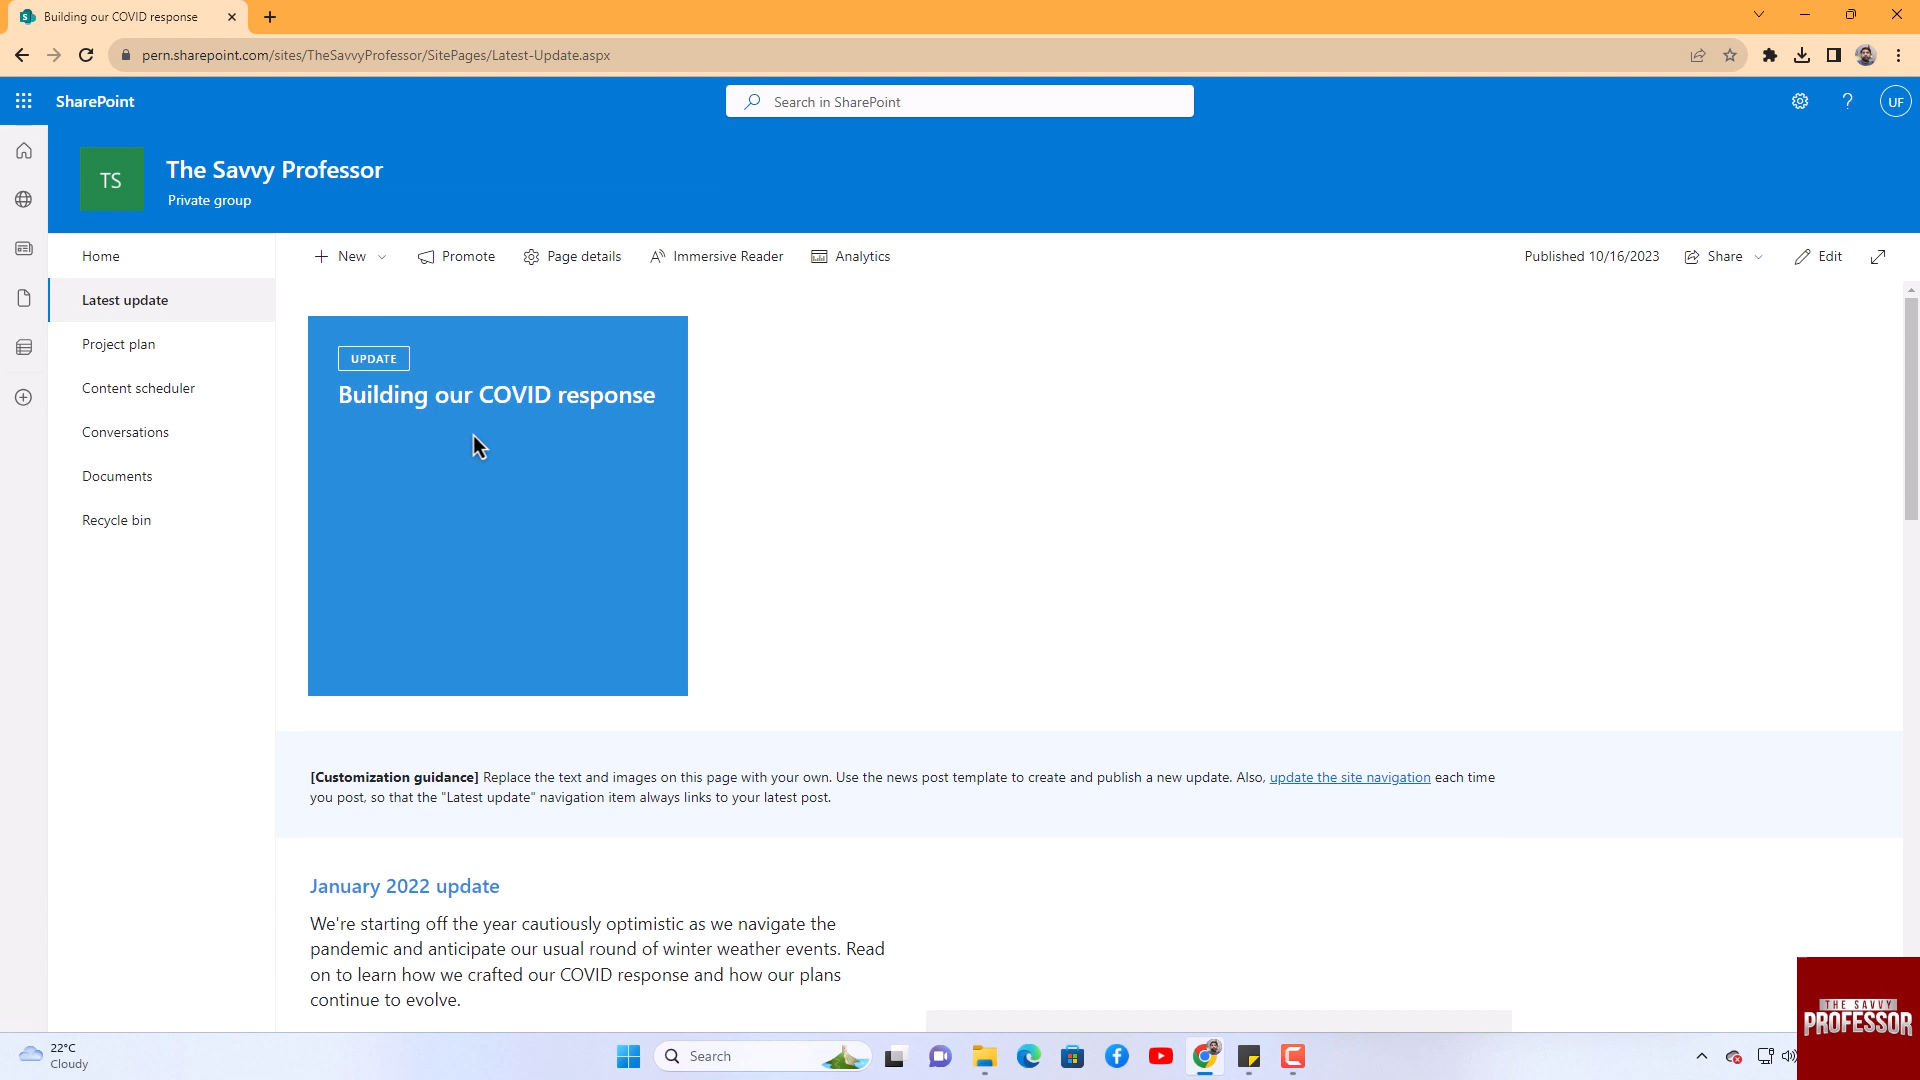 Building our COVID response
pern.sharepoint.com/sites/TheSavvyProfessor/SitePages/Latest-Update.aspx
SharePoint
Search in SharePoint
UF
TS
The Savvy Professor
Private group
Home
Latest update
Project plan
Content scheduler
Conversations
Documents
Recycle bin
New
Promote
Page details
Immersive Reader
Analytics
Published 10/16/2023
Share
Edit
UPDATE
Building our COVID response
[Customization guidance] Replace the text and images on this page with your own. Use the news post template to create and publish a new update. Also, update the site navigation each time
you post, so that the "Latest update" navigation item always links to your latest post.
January 2022 update
We're starting off the year cautiously optimistic as we navigate the
pandemic and anticipate our usual round of winter weather events. Read
on to learn how we crafted our COVID response and how our plans
continue to evolve.
22°C
Cloudy
Search
THE SAVVY
PROFESSOR